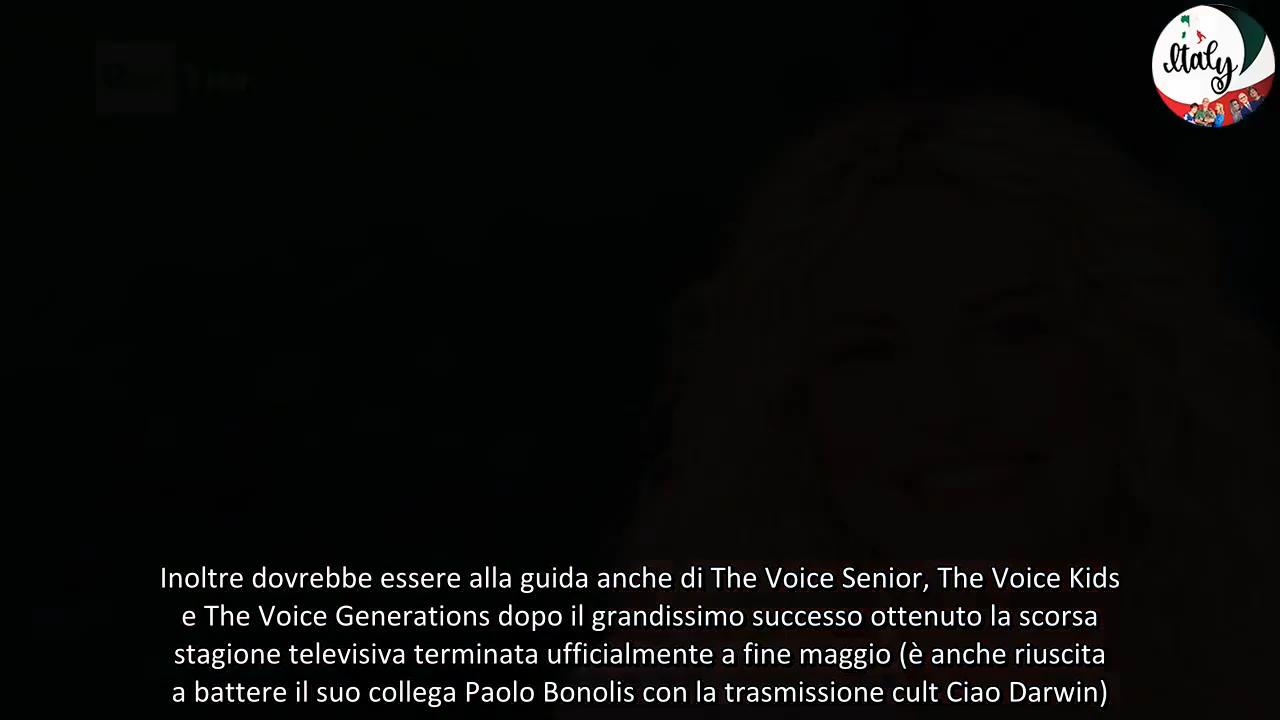 Italy
Inoltre dovrebbe essere alla guida anche di The Voice Senior, The Voice Kids
e The Voice Generations dopo il grandissimo successo ottenuto la scorsa
stagione televisiva terminata ufficialmente a fine maggio (è anche riuscita
a battere il suo collega Paolo Bonolis con la trasmissione cult Ciao Darwin)